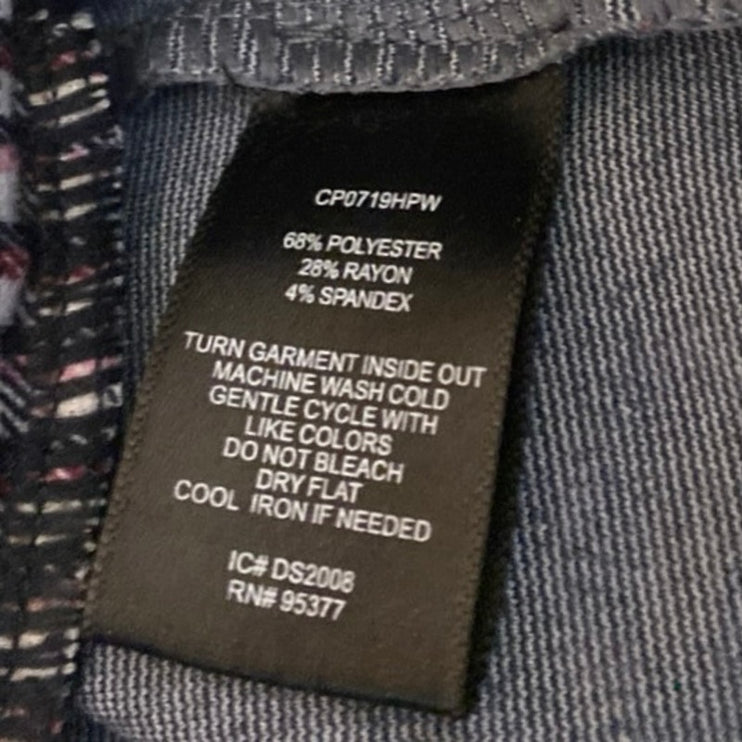 CP0719HPW
68% POLYESTER
28% RAYON
4% SPANDEX
TURN GARMENT INSIDE OUT
MACHINE WASH COLD
GENTLE CYCLE WITH
LIKE COLORS
DO NOT BLEACH
DRY FLAT
COOL IRON IF NEEDED
IC# DS2008
RN# 95377